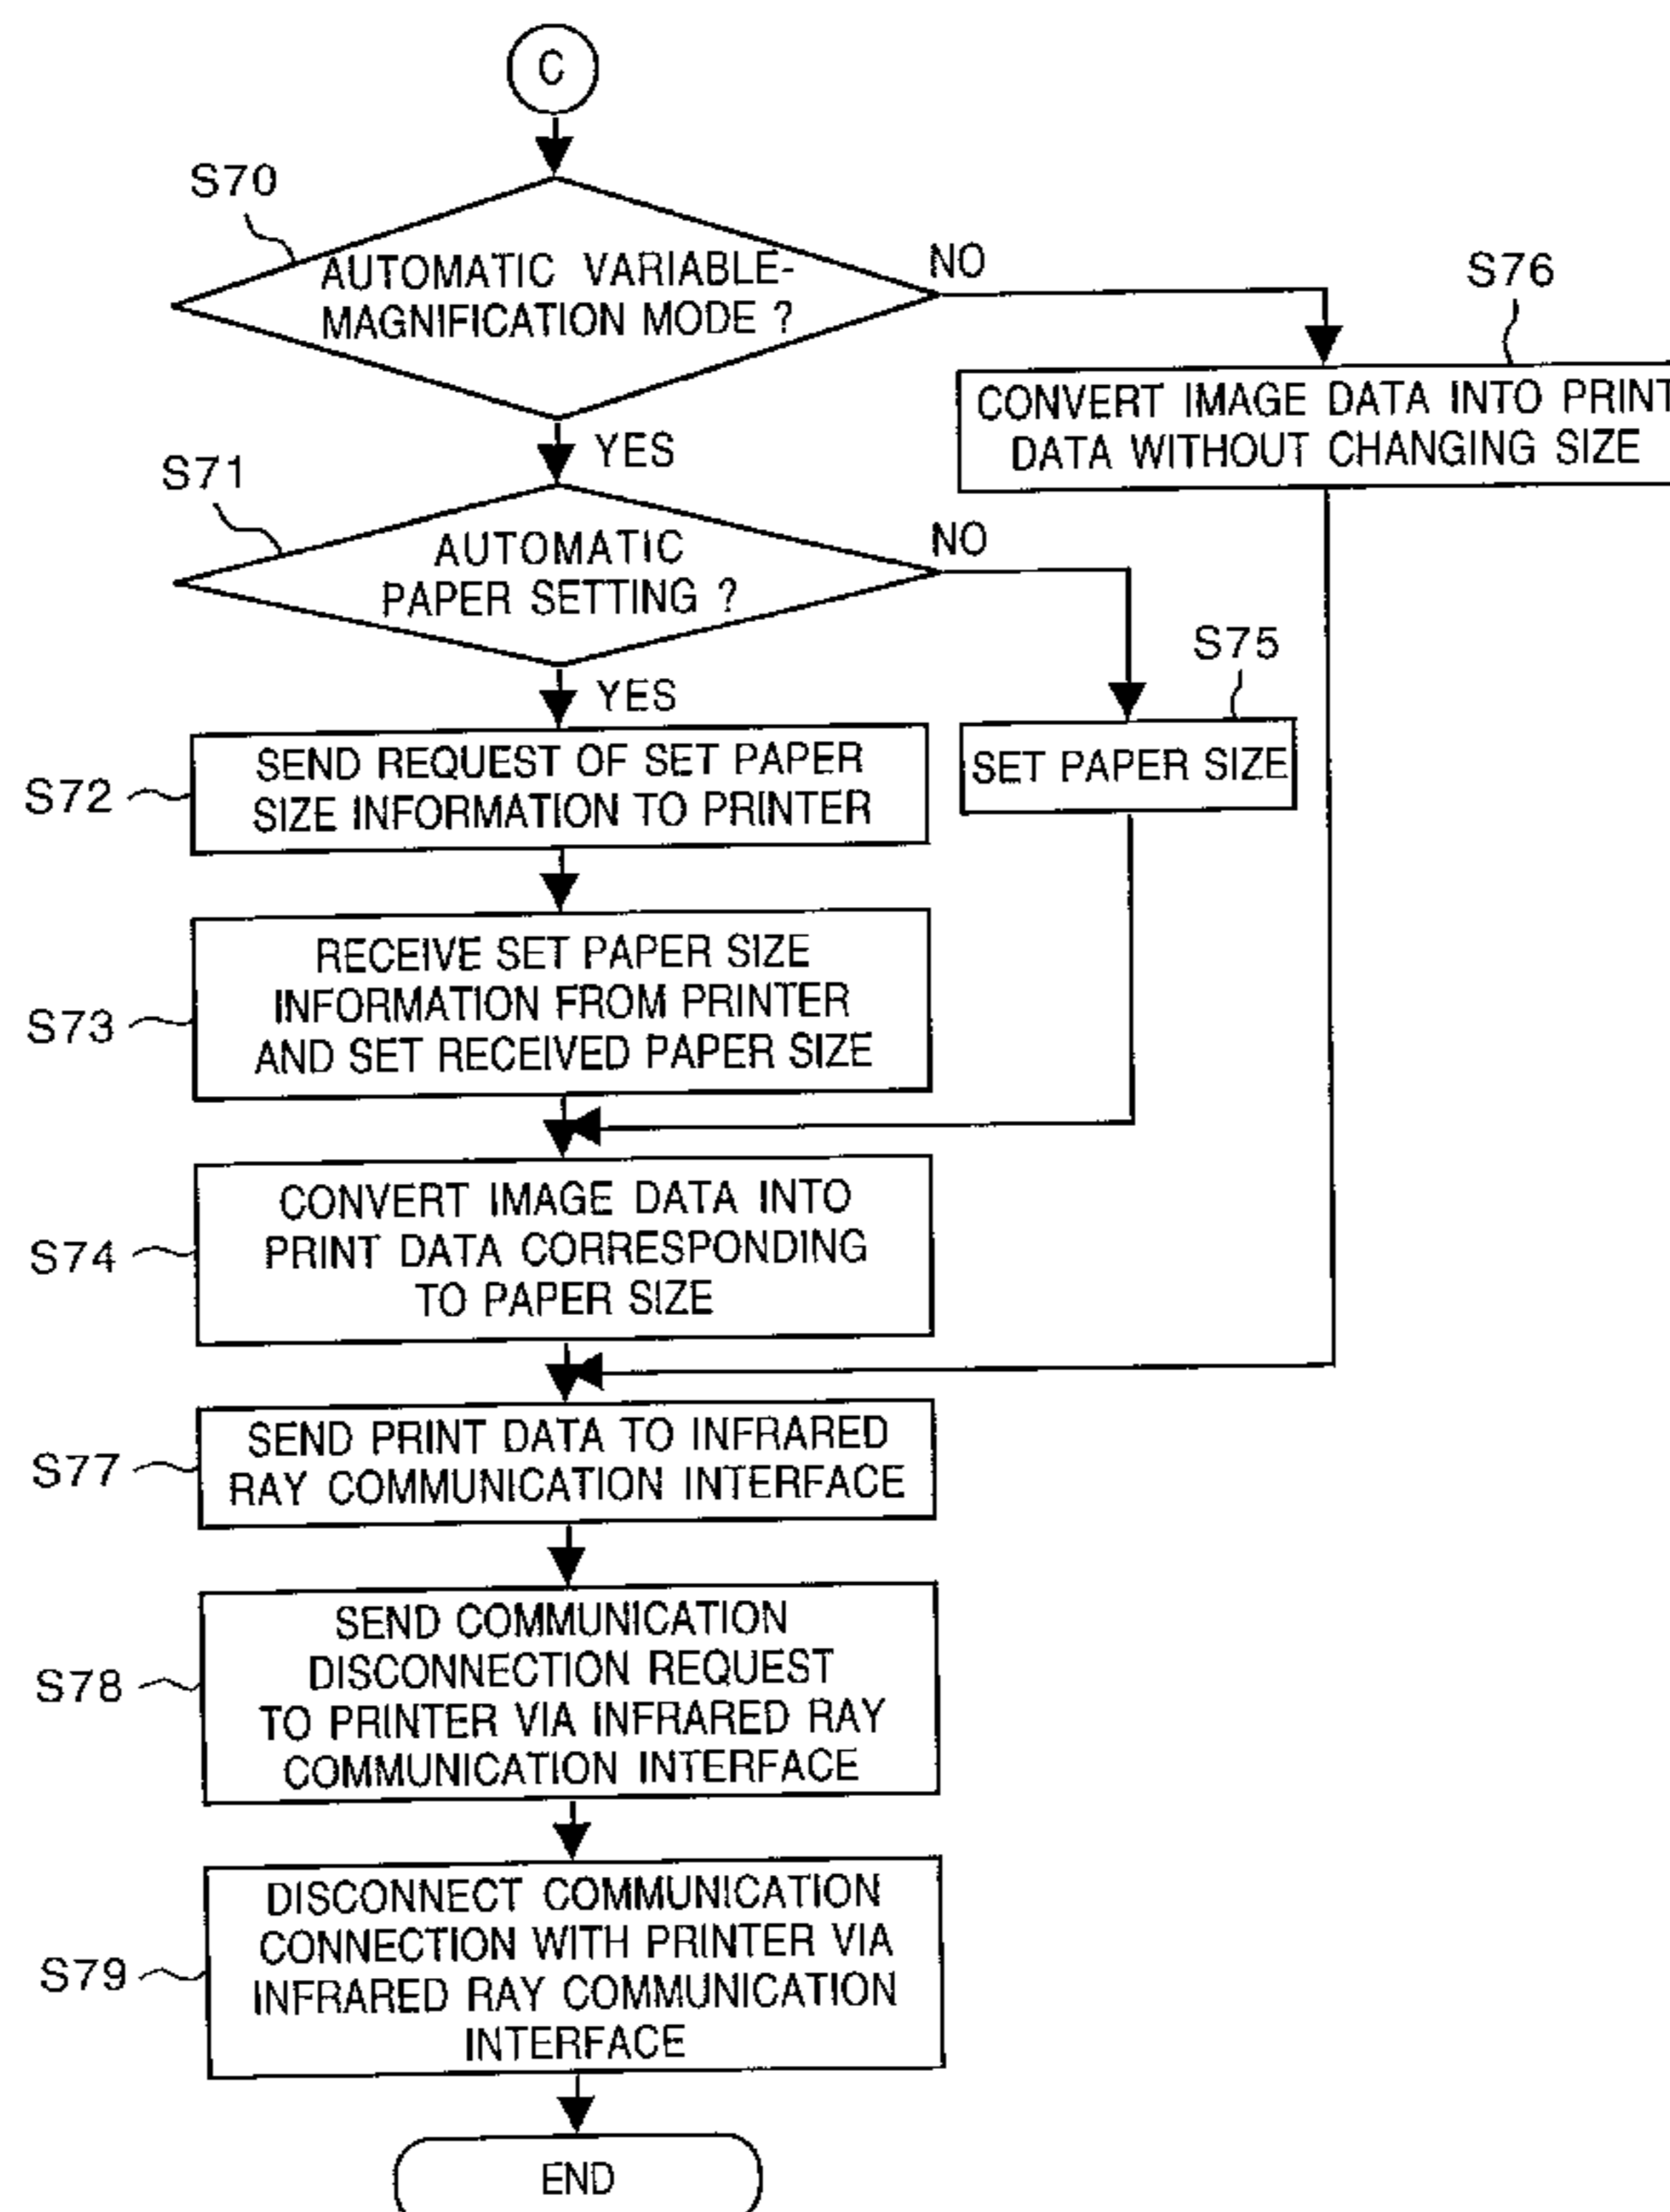 C
S70
AUTOMATIC VARIABLE-
MAGNIFICATION MODE ?
NO
YES
S76
CONVERT IMAGE DATA INTO PRINT
DATA WITHOUT CHANGING SIZE
S71
AUTOMATIC
PAPER SETTING ?
NO
YES
S75
SET PAPER SIZE
S72
SEND REQUEST OF SET PAPER
SIZE INFORMATION TO PRINTER
S73
RECEIVE SET PAPER SIZE
INFORMATION FROM PRINTER
AND SET RECEIVED PAPER SIZE
S74
CONVERT IMAGE DATA INTO
PRINT DATA CORRESPONDING
TO PAPER SIZE
S77
SEND PRINT DATA TO INFRARED
RAY COMMUNICATION INTERFACE
S78
SEND COMMUNICATION
DISCONNECTION REQUEST
TO PRINTER VIA INFRARED RAY
COMMUNICATION INTERFACE
S79
DISCONNECT COMMUNICATION
CONNECTION WITH PRINTER VIA
INFRARED RAY COMMUNICATION
INTERFACE
END